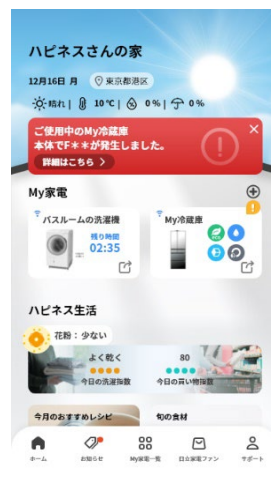 ハピネスさんの家
12月16日 月 東京都港区
晴れ | 10℃ | 0% | 0%
ご使用中のMy冷蔵庫
本体でF＊＊が発生しました。
詳細はこちら >
My家電
バスルームの洗濯機
残り時間
02:35
My冷蔵庫
ハピネス生活
花粉：少ない
よく乾く
今日の洗濯指数
80
今日の買い物指数
今月のおすすめレシピ
旬の食材
ホーム お知らせ My家電一覧 日立家電ファン サポート